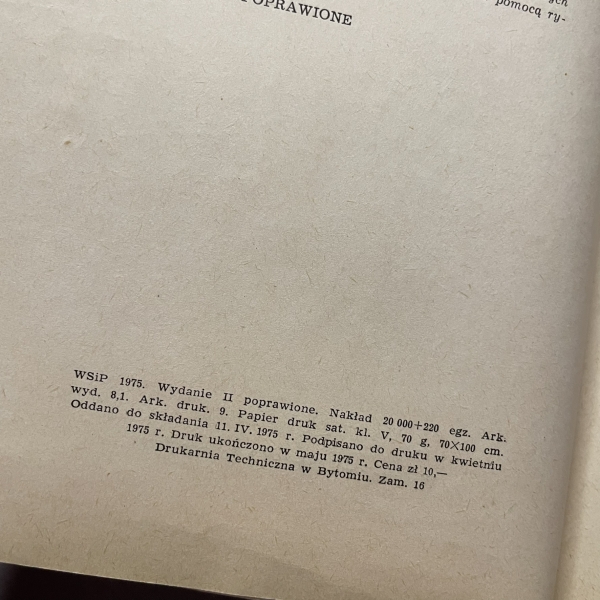 POPRAWIONE
pomocą ry-
WSiP 1975. Wydanie II poprawione. Nakład 20 000+220 egz. Ark.
wyd. 8,1. Ark. druk. 9. Papier druk sat. kl. V, 70 g, 70×100 cm.
Oddano do składania 11. IV. 1975 r. Podpisano do druku w kwietniu
1975 r. Druk ukończono w maju 1975 r. Cena zł 10,—
Drukarnia Techniczna w Bytomiu. Zam. 16